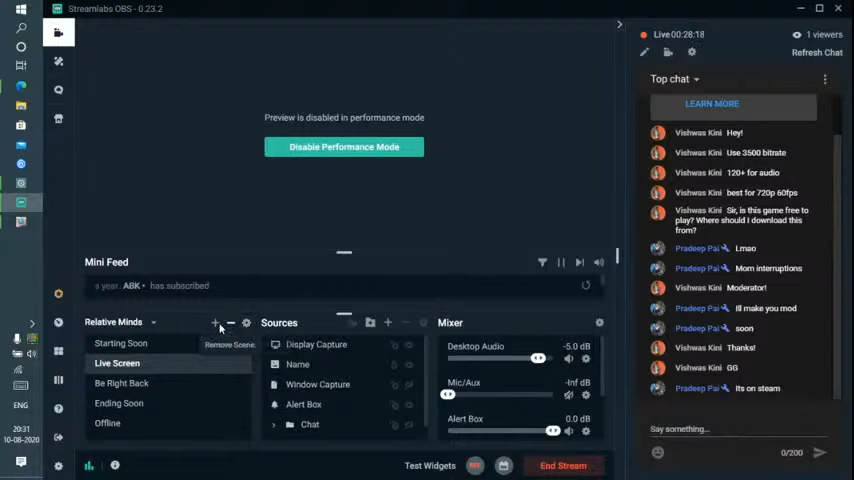 Streamlabs OBS - 0.23.2
Live 00:28:18
1 viewers
Refresh Chat
Top chat
LEARN MORE
Preview is disabled in performance mode
Disable Performance Mode
Vishwas Kini Hey!
Vishwas Kini Use 3500 bitrate
Vishwas Kini 120+ for audio
Vishwas Kini best for 720p 60fps
Vishwas Kini Sir, is this game free to
play? Where should I download this
from?
Pradeep Pai Lmao
Pradeep Pai Mom interruptions
Vishwas Kini Moderator!
Pradeep Pai Ill make you mod
Pradeep Pai soon
Vishwas Kini Thanks!
Vishwas Kini GG
Pradeep Pai Its on steam
Say something...
0/200
Mini Feed
s year. ABK • has subscribed
Relative Minds
Remove Scene.
Starting Soon
Live Screen
Be Right Back
Ending Soon
Offline
Sources
Display Capture
Name
Window Capture
Alert Box
Chat
Mixer
Desktop Audio -5.0 dB
Mic/Aux -Inf dB
Alert Box 0.0 dB
Test Widgets
REC
End Stream
ENG
20:31
10-08-2020